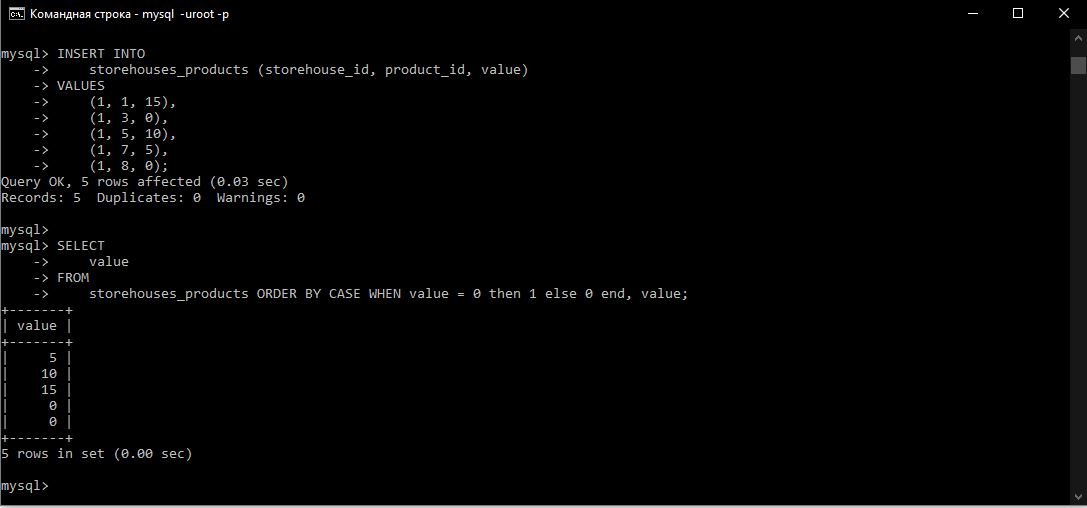 Командная строка - mysql -uroot -p
mysql> INSERT INTO
    ->     storehouses_products (storehouse_id, product_id, value)
    -> VALUES
    ->     (1, 1, 15),
    ->     (1, 3, 0),
    ->     (1, 5, 10),
    ->     (1, 7, 5),
    ->     (1, 8, 0);
Query OK, 5 rows affected (0.03 sec)
Records: 5  Duplicates: 0  Warnings: 0
mysql>
mysql> SELECT
    ->     value
    -> FROM
    ->     storehouses_products ORDER BY CASE WHEN value = 0 then 1 else 0 end, value;
+-------+
| value |
+-------+
|     5 |
|    10 |
|    15 |
|     0 |
|     0 |
+-------+
5 rows in set (0.00 sec)
mysql>